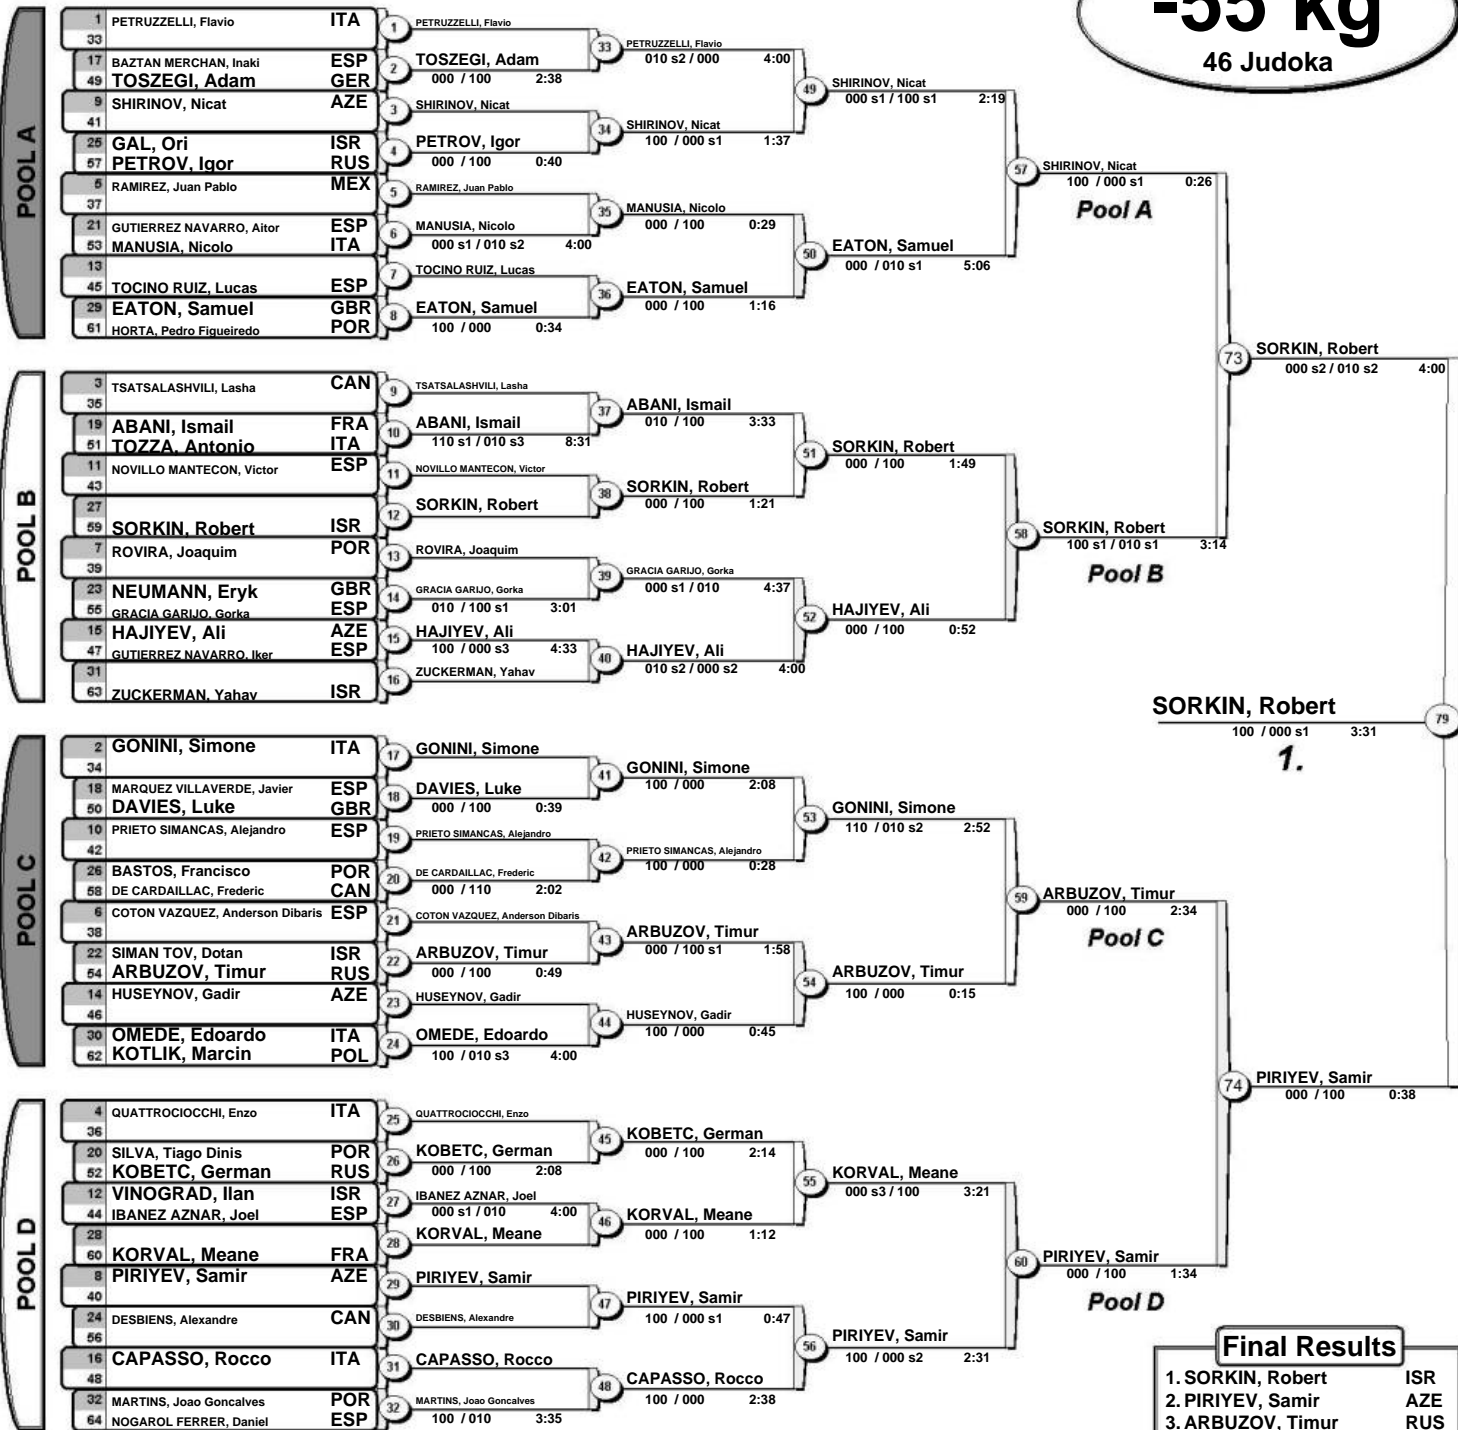 -55 kg
46 Judoka
POOL A
1 PETRUZZELLI, Flavio ITA
33
17 BAZTAN MERCHAN, Inaki ESP
49 TOSZEGI, Adam GER
9 SHIRINOV, Nicat AZE
41
25 GAL, Ori ISR
57 PETROV, Igor RUS
5 RAMIREZ, Juan Pablo MEX
37
21 GUTIERREZ NAVARRO, Aitor ESP
53 MANUSIA, Nicolo ITA
13
45 TOCINO RUIZ, Lucas ESP
29 EATON, Samuel GBR
61 HORTA, Pedro Figueiredo POR
1 PETRUZZELLI, Flavio
2 TOSZEGI, Adam
000 / 100 2:38
3 SHIRINOV, Nicat
4 PETROV, Igor
000 / 100 0:40
5 RAMIREZ, Juan Pablo
6 MANUSIA, Nicolo
000 s1 / 010 s2 4:00
7 TOCINO RUIZ, Lucas
8 EATON, Samuel
100 / 000 0:34
33 PETRUZZELLI, Flavio
010 s2 / 000 4:00
34 SHIRINOV, Nicat
100 / 000 s1 1:37
35 MANUSIA, Nicolo
000 / 100 0:29
36 EATON, Samuel
000 / 100 1:16
49 SHIRINOV, Nicat
000 s1 / 100 s1 2:19
50 EATON, Samuel
000 / 010 s1 5:06
57 SHIRINOV, Nicat
100 / 000 s1 0:26
Pool A
POOL B
3 TSATSALASHVILI, Lasha CAN
35
19 ABANI, Ismail FRA
51 TOZZA, Antonio ITA
11 NOVILLO MANTECON, Victor ESP
43
27
59 SORKIN, Robert ISR
7 ROVIRA, Joaquim POR
39
23 NEUMANN, Eryk GBR
55 GRACIA GARIJO, Gorka ESP
15 HAJIYEV, Ali AZE
47 GUTIERREZ NAVARRO, Iker ESP
31
63 ZUCKERMAN, Yahav ISR
9 TSATSALASHVILI, Lasha
10 ABANI, Ismail
110 s1 / 010 s3 8:31
11 NOVILLO MANTECON, Victor
12 SORKIN, Robert
13 ROVIRA, Joaquim
14 GRACIA GARIJO, Gorka
010 / 100 s1 3:01
15 HAJIYEV, Ali
100 / 000 s3 4:33
16 ZUCKERMAN, Yahav
37 ABANI, Ismail
010 / 100 3:33
38 SORKIN, Robert
000 / 100 1:21
39 GRACIA GARIJO, Gorka
000 s1 / 010 4:37
40 HAJIYEV, Ali
010 s2 / 000 s2 4:00
51 SORKIN, Robert
000 / 100 1:49
52 HAJIYEV, Ali
000 / 100 0:52
58 SORKIN, Robert
100 s1 / 010 s1 3:14
Pool B
73 SORKIN, Robert
000 s2 / 010 s2 4:00
SORKIN, Robert 79
100 / 000 s1 3:31
1.
POOL C
2 GONINI, Simone ITA
34
18 MARQUEZ VILLAVERDE, Javier ESP
50 DAVIES, Luke GBR
10 PRIETO SIMANCAS, Alejandro ESP
42
26 BASTOS, Francisco POR
58 DE CARDAILLAC, Frederic CAN
6 COTON VAZQUEZ, Anderson Dibaris ESP
38
22 SIMAN TOV, Dotan ISR
54 ARBUZOV, Timur RUS
14 HUSEYNOV, Gadir AZE
46
30 OMEDE, Edoardo ITA
62 KOTLIK, Marcin POL
17 GONINI, Simone
18 DAVIES, Luke
000 / 100 0:39
19 PRIETO SIMANCAS, Alejandro
20 DE CARDAILLAC, Frederic
000 / 110 2:02
21 COTON VAZQUEZ, Anderson Dibaris
22 ARBUZOV, Timur
000 / 100 0:49
23 HUSEYNOV, Gadir
24 OMEDE, Edoardo
100 / 010 s3 4:00
41 GONINI, Simone
100 / 000 2:08
42 PRIETO SIMANCAS, Alejandro
100 / 000 0:28
43 ARBUZOV, Timur
000 / 100 s1 1:58
44 HUSEYNOV, Gadir
100 / 000 0:45
53 GONINI, Simone
110 / 010 s2 2:52
54 ARBUZOV, Timur
100 / 000 0:15
59 ARBUZOV, Timur
000 / 100 2:34
Pool C
POOL D
4 QUATTROCIOCCHI, Enzo ITA
36
20 SILVA, Tiago Dinis POR
52 KOBETC, German RUS
12 VINOGRAD, Ilan ISR
44 IBANEZ AZNAR, Joel ESP
28
60 KORVAL, Meane FRA
8 PIRIYEV, Samir AZE
40
24 DESBIENS, Alexandre CAN
56
16 CAPASSO, Rocco ITA
48
32 MARTINS, Joao Goncalves POR
64 NOGAROL FERRER, Daniel ESP
25 QUATTROCIOCCHI, Enzo
26 KOBETC, German
000 / 100 2:08
27 IBANEZ AZNAR, Joel
000 s1 / 010 4:00
28 KORVAL, Meane
29 PIRIYEV, Samir
30 DESBIENS, Alexandre
31 CAPASSO, Rocco
32 MARTINS, Joao Goncalves
100 / 010 3:35
45 KOBETC, German
000 / 100 2:14
46 KORVAL, Meane
000 / 100 1:12
47 PIRIYEV, Samir
100 / 000 s1 0:47
48 CAPASSO, Rocco
100 / 000 2:38
55 KORVAL, Meane
000 s3 / 100 3:21
56 PIRIYEV, Samir
100 / 000 s2 2:31
60 PIRIYEV, Samir
000 / 100 1:34
Pool D
74 PIRIYEV, Samir
000 / 100 0:38
Final Results
1. SORKIN, Robert ISR
2. PIRIYEV, Samir AZE
3. ARBUZOV, Timur RUS